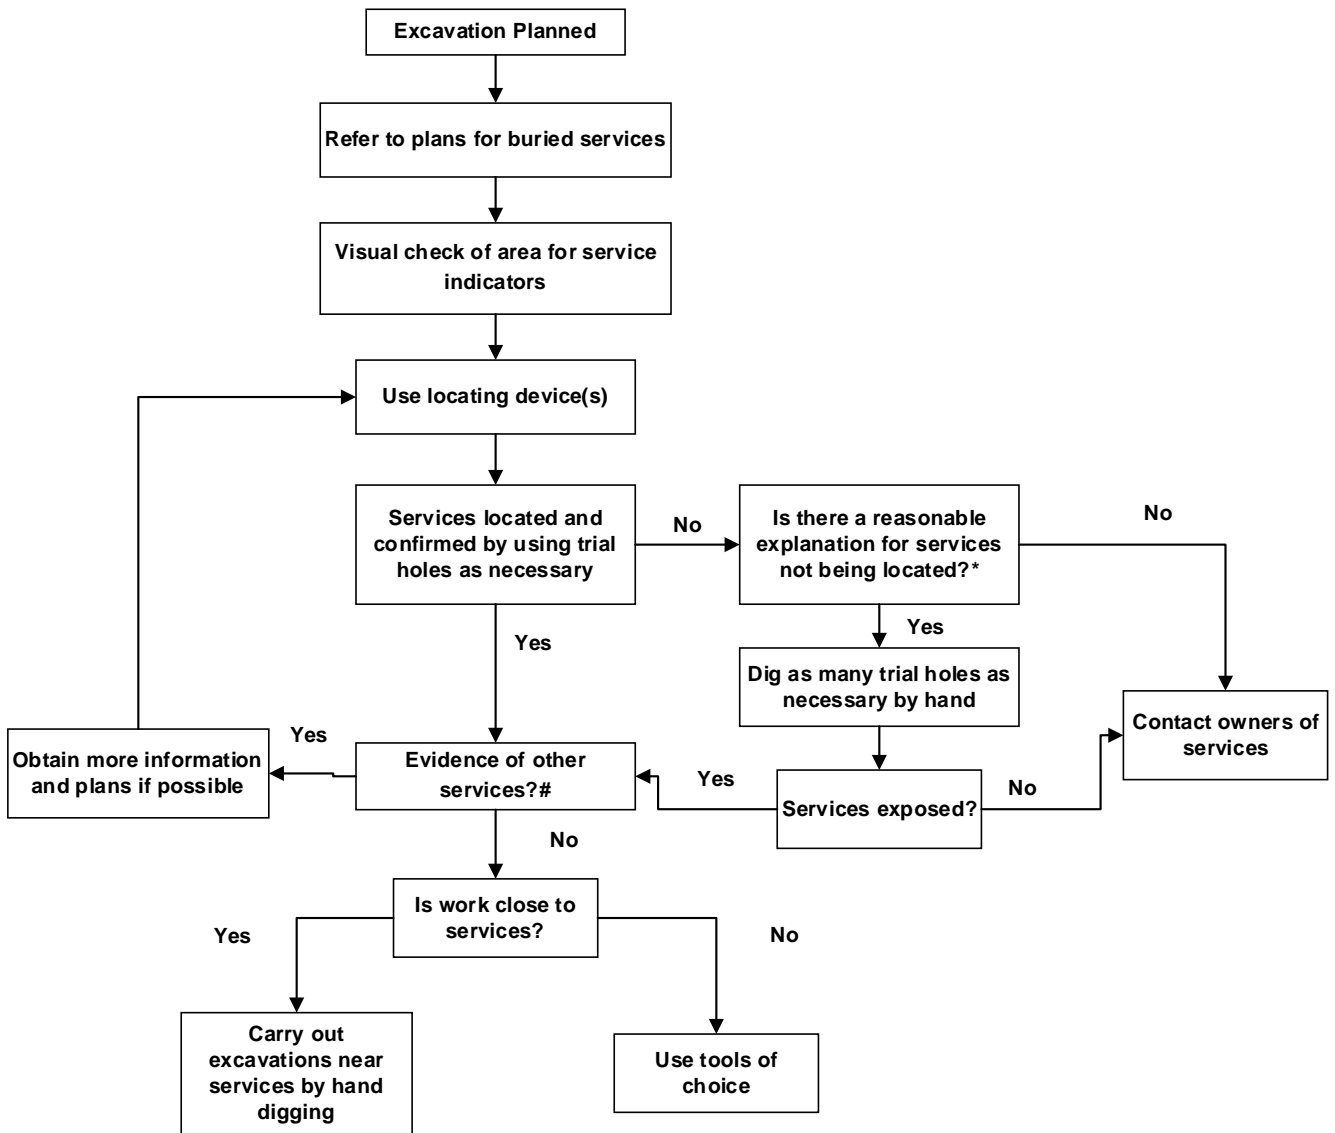 Excavation Planned
Refer to plans for buried services
Visual check of area for service
indicators
Use locating device(s)
Services located and
confirmed by using trial
holes as necessary
No
Is there a reasonable
explanation for services
not being located?*
No
Yes
Yes
Dig as many trial holes as
necessary by hand
Contact owners of
services
Obtain more information
and plans if possible
Yes
Evidence of other
services?#
Yes
Services exposed?
No
No
Is work close to
services?
Yes
No
Carry out
excavations near
services by hand
digging
Use tools of
choice